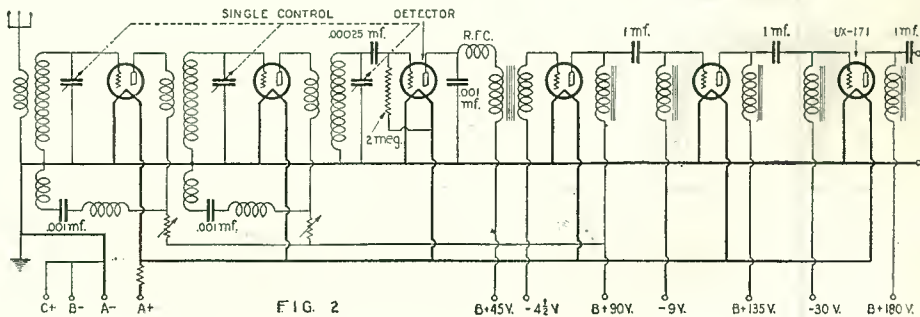 SINGLE CONTROL
DETECTOR
.00025 mf.
R.F.C.
1 mf.
1 mf.
UX-171
1 mf.
.001 mf.
2 meg.
.001 mf.
.001 mf.
C+ B- A- A+
FIG. 2
B+45V. -4½V B+90V. -9V. B+135V. -30 V. B+180V.